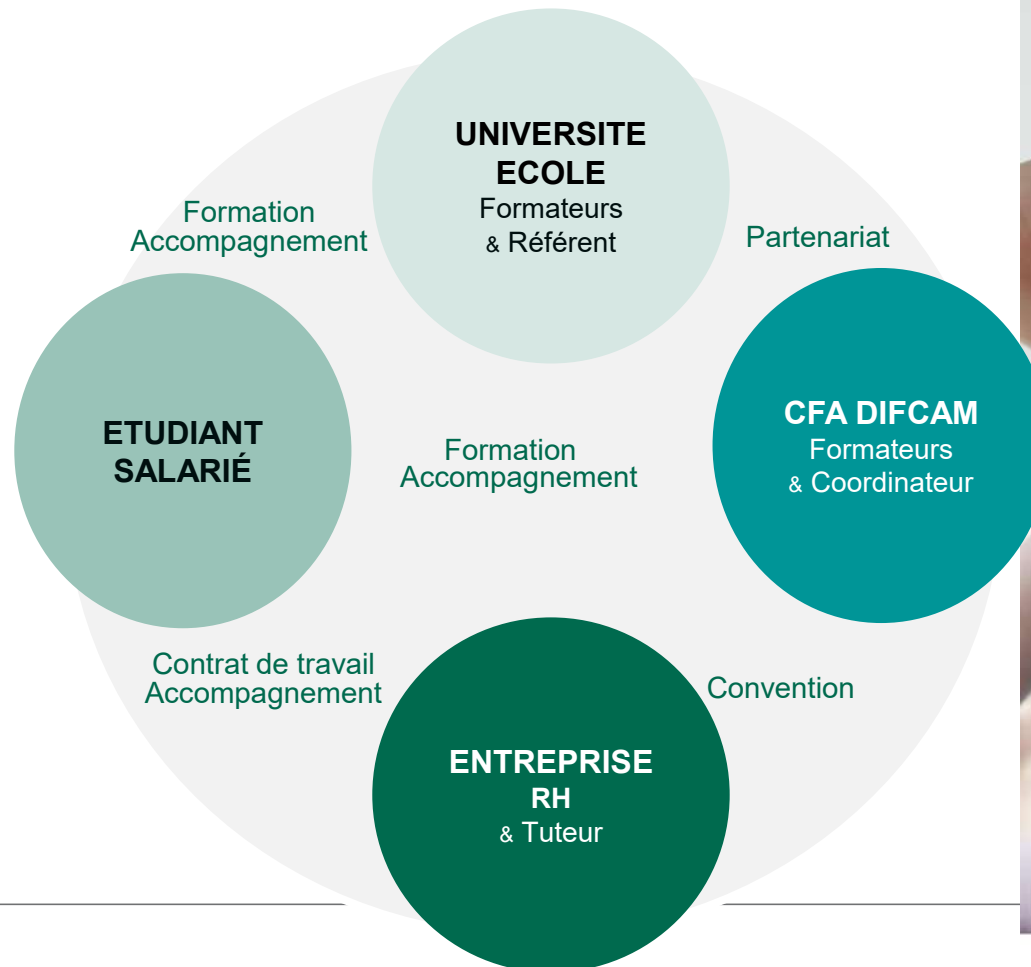 UNIVERSITE
ECOLE
Formateurs
& Référent
Formation
Accompagnement
Partenariat
ETUDIANT
SALARIÉ
Formation
Accompagnement
CFA DIFCAM
Formateurs
& Coordinateur
Contrat de travail
Accompagnement
Convention
ENTREPRISE
RH
& Tuteur